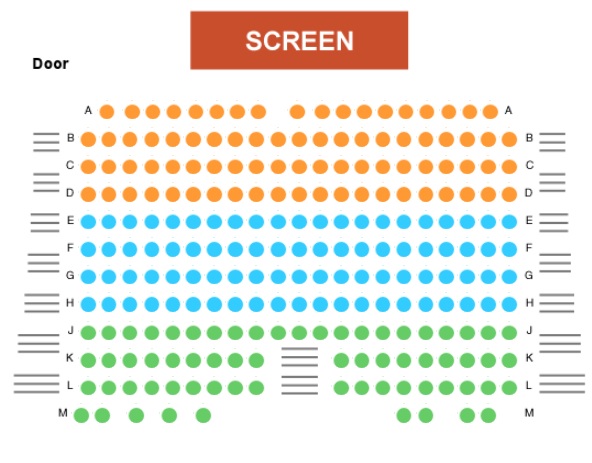 SCREEN
Door
A A
B B
C C
D D
E E
F F
G G
H H
J J
K K
L L
M M